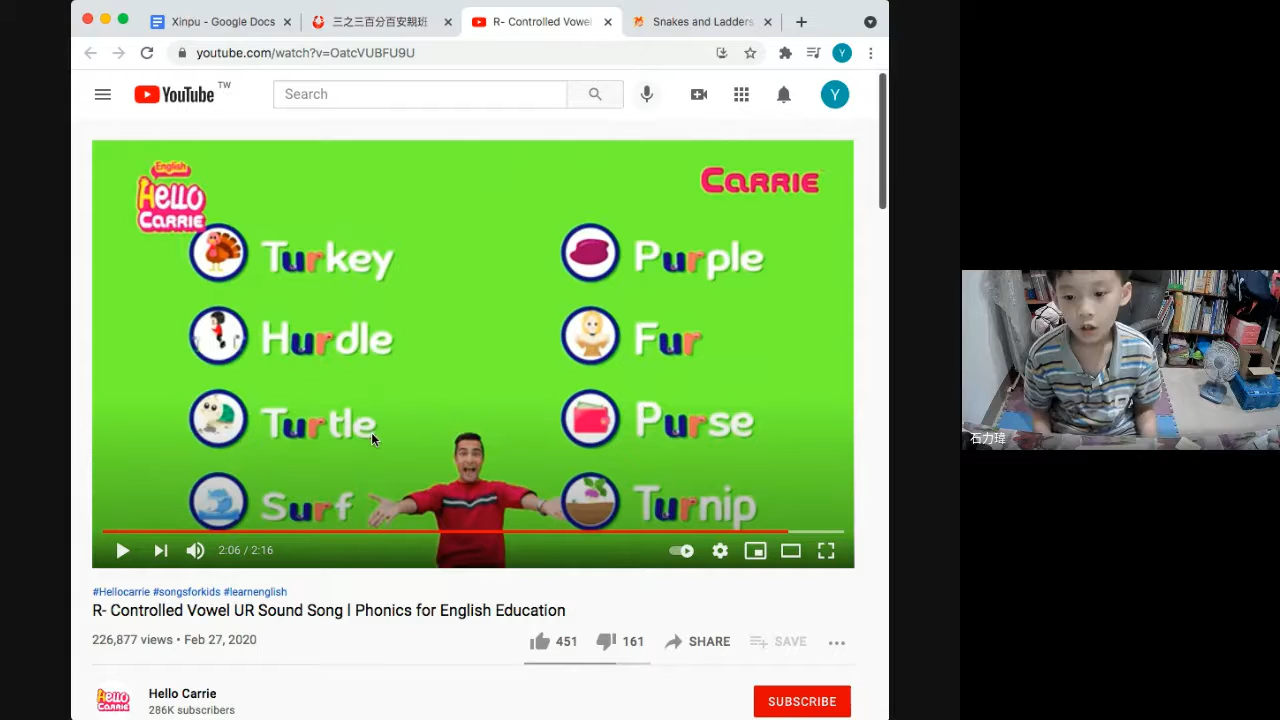 Xinpu - Google Docs
三之三百分百安親班
R- Controlled Vowel
Snakes and Ladders
youtube.com/watch?v=OatcVUBFU9U
Y
YouTube TW
Search
Y
English
Hello
Carrie
CARRIE
Turkey
Purple
Hurdle
Fur
Turtle
Purse
Surf
Turnip
2:06 / 2:16
#Hellocarrie #songsforkids #learnenglish
R- Controlled Vowel UR Sound Song l Phonics for English Education
226,877 views • Feb 27, 2020
451
161
SHARE
SAVE
Hello
Carrie
Hello Carrie
286K subscribers
SUBSCRIBE
石力瑋